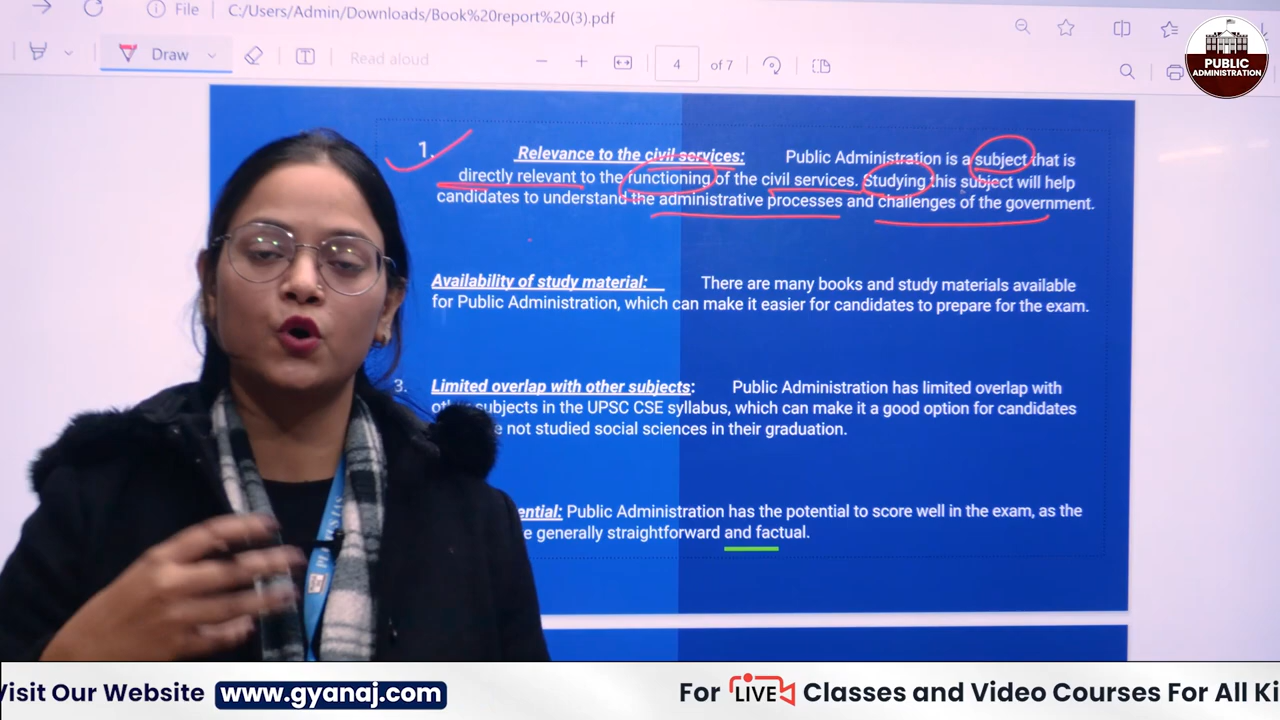 File
C:/Users/Admin/Downloads/Book%20report%20(3).pdf
Draw
Read aloud
4
of 7
PUBLIC
ADMINISTRATION
1. Relevance to the civil services: Public Administration is a subject that is
directly relevant to the functioning of the civil services. Studying this subject will help
candidates to understand the administrative processes and challenges of the government.
Availability of study material: There are many books and study materials available
for Public Administration, which can make it easier for candidates to prepare for the exam.
3. Limited overlap with other subjects: Public Administration has limited overlap with
subjects in the UPSC CSE syllabus, which can make it a good option for candidates
not studied social sciences in their graduation.
Public Administration has the potential to score well in the exam, as the
generally straightforward and factual.
Visit Our Website www.gyanaj.com
For LIVE Classes and Video Courses For All